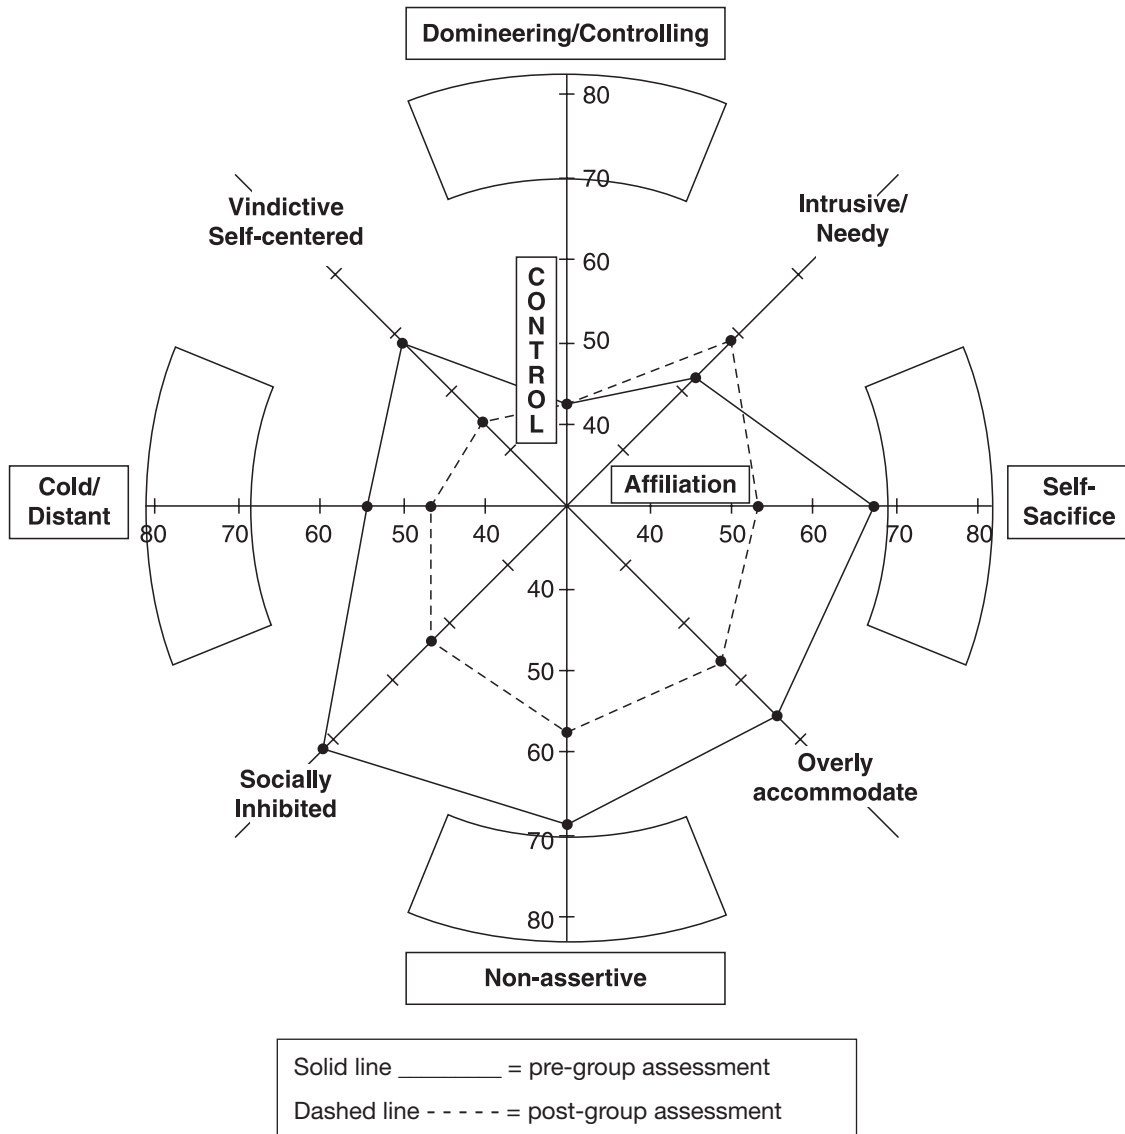 Domineering/Controlling
80
70
Vindictive
Self-centered
Intrusive/
Needy
60
CONTROL
50
40
Affiliation
Cold/
Distant
Self-
Sacifice
80 70 60 50 40 40 50 60 70 80
40
50
60
Socially
Inhibited
Overly
accommodate
70
80
Non-assertive
Solid line ________ = pre-group assessment
Dashed line - - - - - = post-group assessment